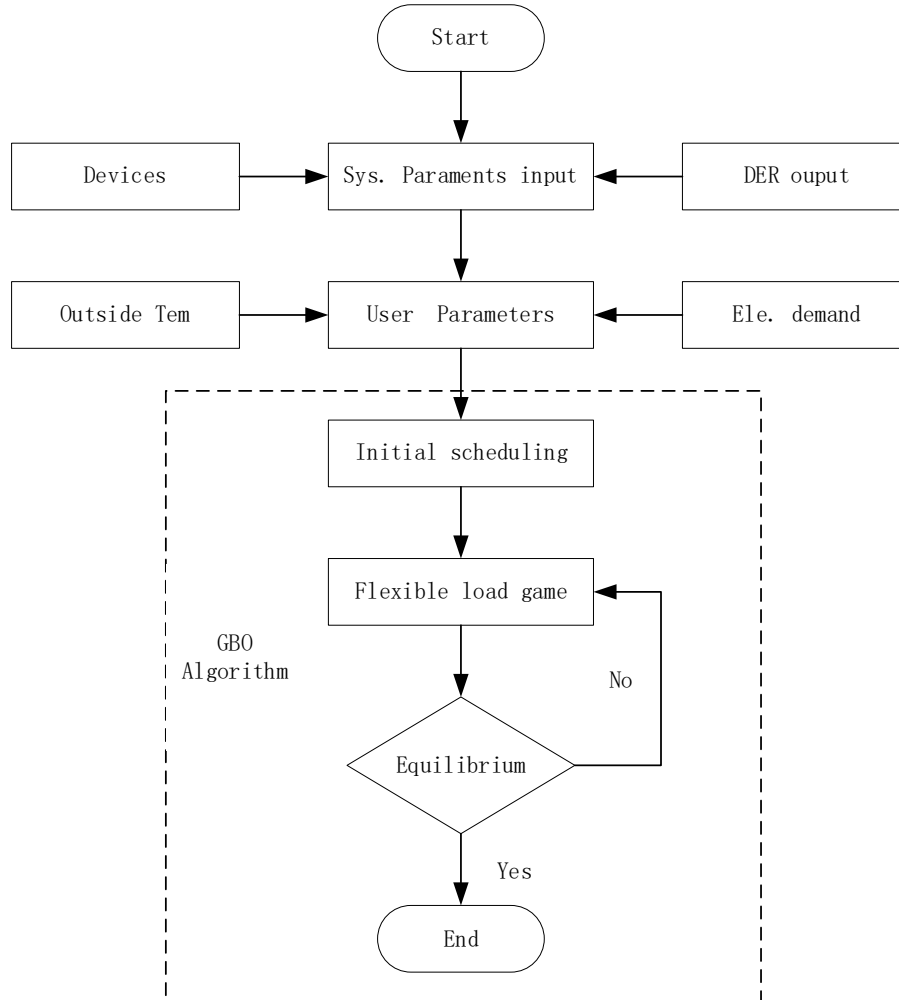 Start
Devices
Sys. Paraments input
DER ouput
Outside Tem
User Parameters
Ele. demand
Initial scheduling
Flexible load game
GBO
Algorithm
No
Equilibrium
Yes
End